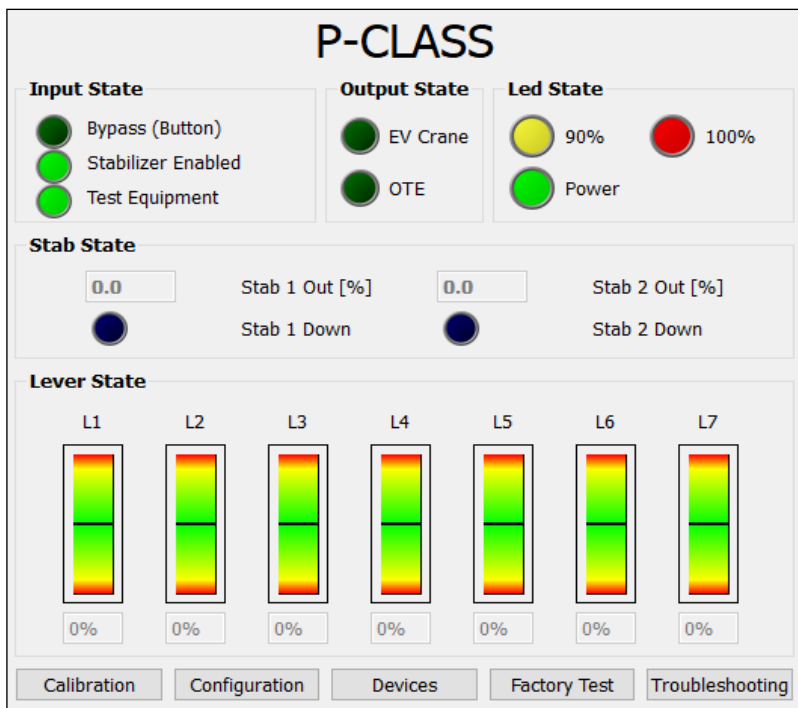 P-CLASS
Input State
Bypass (Button)
Stabilizer Enabled
Test Equipment
Output State
EV Crane
OTE
Led State
90% 100%
Power
Stab State
0.0 Stab 1 Out [%] 0.0 Stab 2 Out [%]
Stab 1 Down Stab 2 Down
Lever State
L1 L2 L3 L4 L5 L6 L7
0% 0% 0% 0% 0% 0% 0%
Calibration Configuration Devices Factory Test Troubleshooting